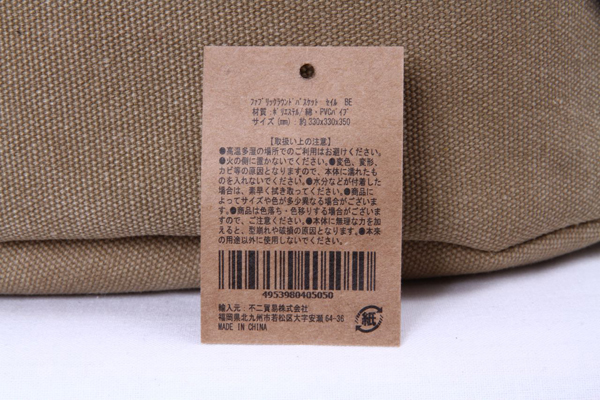 ﾌｧﾌﾞﾘｯｸﾗｳﾝﾄﾞﾊﾞｽｹｯﾄ　セイル　BE
材質：ポリエステル/綿・PVCパイプ
サイズ(mm)　約330x330x350
【取扱い上の注意】
●高温多湿の場所でのご利用はお避けください。
●火の側に置かないでください。●変色、変形、
カビ等の原因となりますので、本体に濡れたも
のを入れないでください。●水分などが付着した
場合は、素早く拭き取ってください。●商品に
よってサイズや色が多少異なる場合がございま
す。●商品は色落ち・色移りする場合がございま
すので、ご注意ください。●本体に無理な力を加
えると、型崩れや破損の原因となります。●本来
の用途以外に使用しないでください。
4953980405050
輸入元：不二貿易株式会社
福岡県北九州市若松区大字安瀬64-36
MADE IN CHINA
紙